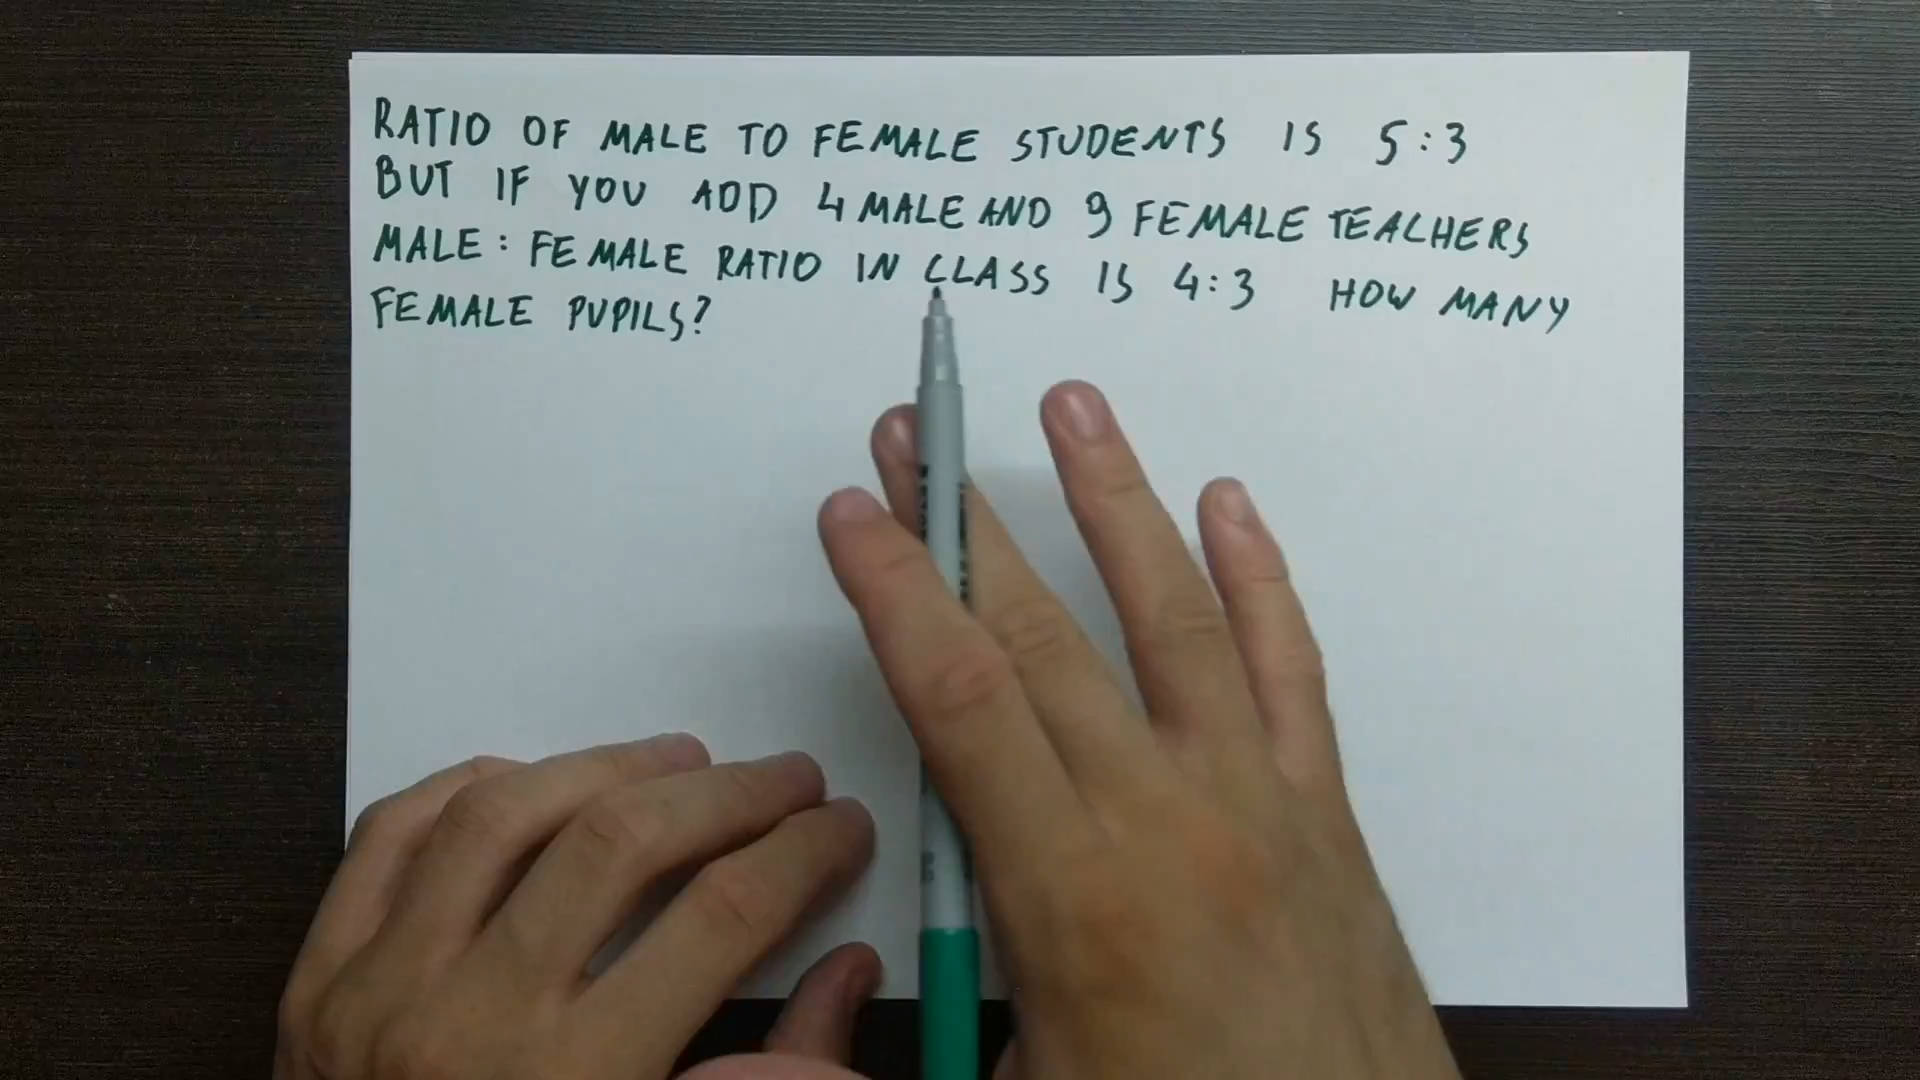 RATIO OF MALE TO FEMALE STUDENTS IS 5:3
BUT IF YOU ADD 4 MALE AND 9 FEMALE TEACHERS
MALE: FEMALE RATIO IN CLASS IS 4:3 HOW MANY
FEMALE PUPILS?